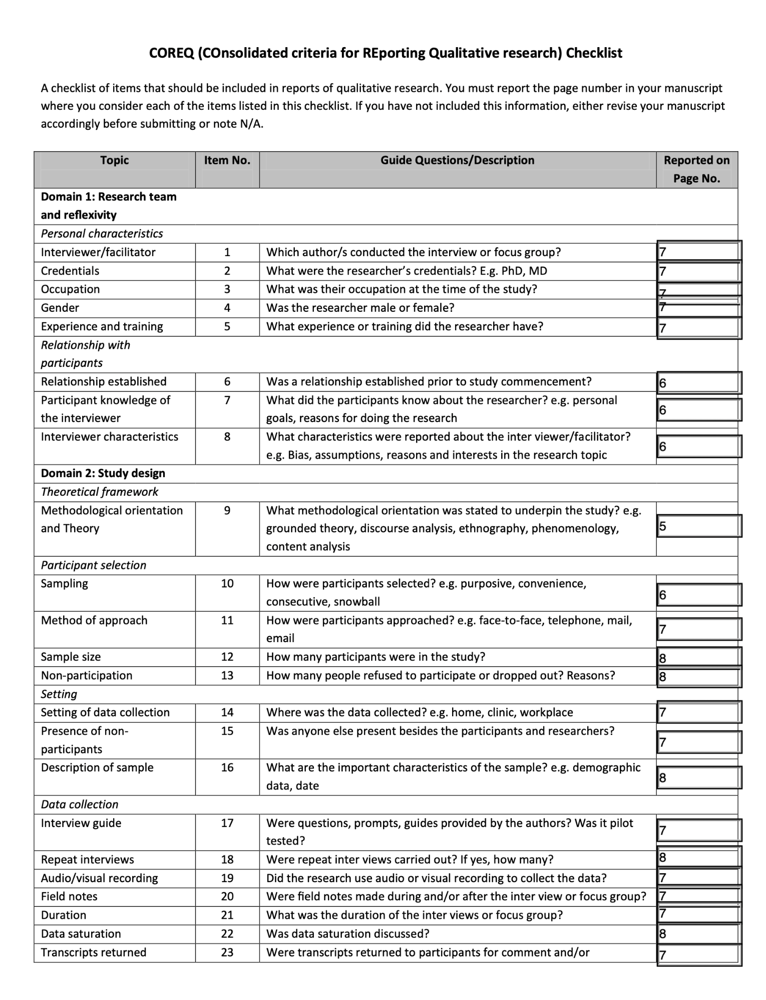 COREQ (COnsolidated criteria for REporting Qualitative research) Checklist
A checklist of items that should be included in reports of qualitative research. You must report the page number in your manuscript
where you consider each of the items listed in this checklist. If you have not included this information, either revise your manuscript
accordingly before submitting or note N/A.
Topic Item No. Guide Questions/Description Reported on
Page No.
Domain 1: Research team
and reflexivity
Personal characteristics
Interviewer/facilitator 1 Which author/s conducted the interview or focus group? 7
Credentials 2 What were the researcher’s credentials? E.g. PhD, MD 7
Occupation 3 What was their occupation at the time of the study? 7
Gender 4 Was the researcher male or female? 7
Experience and training 5 What experience or training did the researcher have? 7
Relationship with
participants
Relationship established 6 Was a relationship established prior to study commencement? 6
Participant knowledge of 7 What did the participants know about the researcher? e.g. personal
the interviewer goals, reasons for doing the research 6
Interviewer characteristics 8 What characteristics were reported about the inter viewer/facilitator?
e.g. Bias, assumptions, reasons and interests in the research topic 6
Domain 2: Study design
Theoretical framework
Methodological orientation 9 What methodological orientation was stated to underpin the study? e.g.
and Theory grounded theory, discourse analysis, ethnography, phenomenology, 5
content analysis
Participant selection
Sampling 10 How were participants selected? e.g. purposive, convenience,
consecutive, snowball 6
Method of approach 11 How were participants approached? e.g. face-to-face, telephone, mail,
email 7
Sample size 12 How many participants were in the study? 8
Non-participation 13 How many people refused to participate or dropped out? Reasons? 8
Setting
Setting of data collection 14 Where was the data collected? e.g. home, clinic, workplace 7
Presence of non- 15 Was anyone else present besides the participants and researchers?
participants 7
Description of sample 16 What are the important characteristics of the sample? e.g. demographic
data, date 8
Data collection
Interview guide 17 Were questions, prompts, guides provided by the authors? Was it pilot
tested? 7
Repeat interviews 18 Were repeat inter views carried out? If yes, how many? 8
Audio/visual recording 19 Did the research use audio or visual recording to collect the data? 7
Field notes 20 Were field notes made during and/or after the inter view or focus group? 7
Duration 21 What was the duration of the inter views or focus group? 7
Data saturation 22 Was data saturation discussed? 8
Transcripts returned 23 Were transcripts returned to participants for comment and/or 7